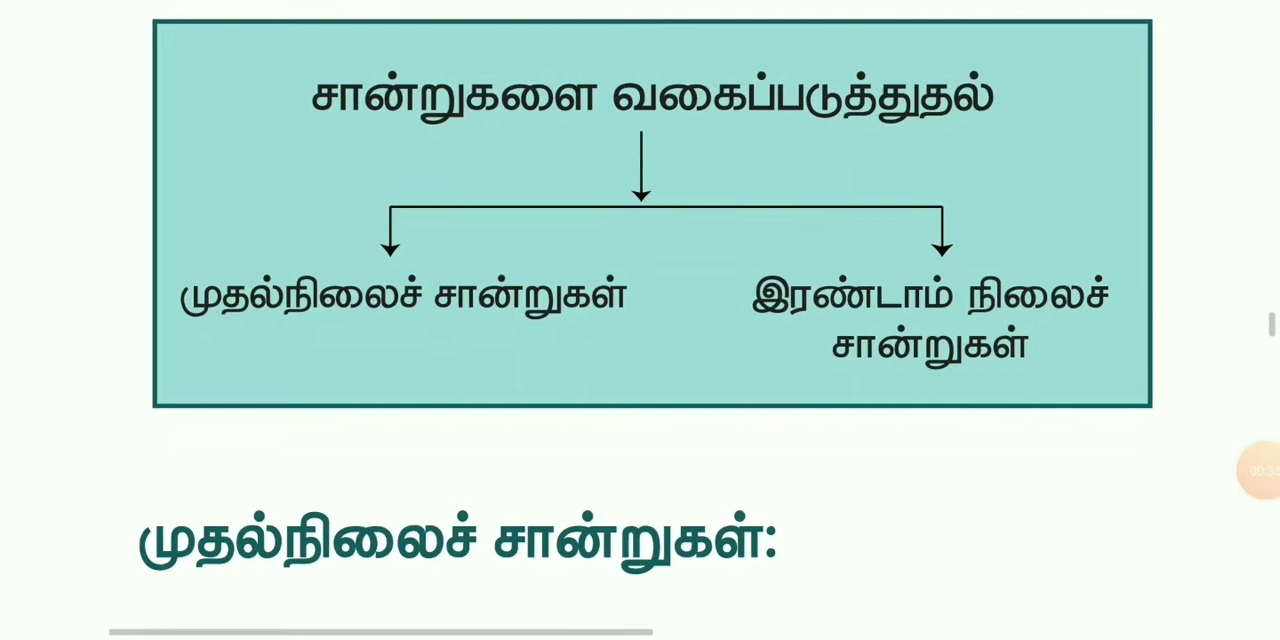 சான்றுகளை வகைப்படுத்துதல்
முதல்நிலைச் சான்றுகள்
இரண்டாம் நிலைச்
சான்றுகள்
முதல்நிலைச் சான்றுகள்: